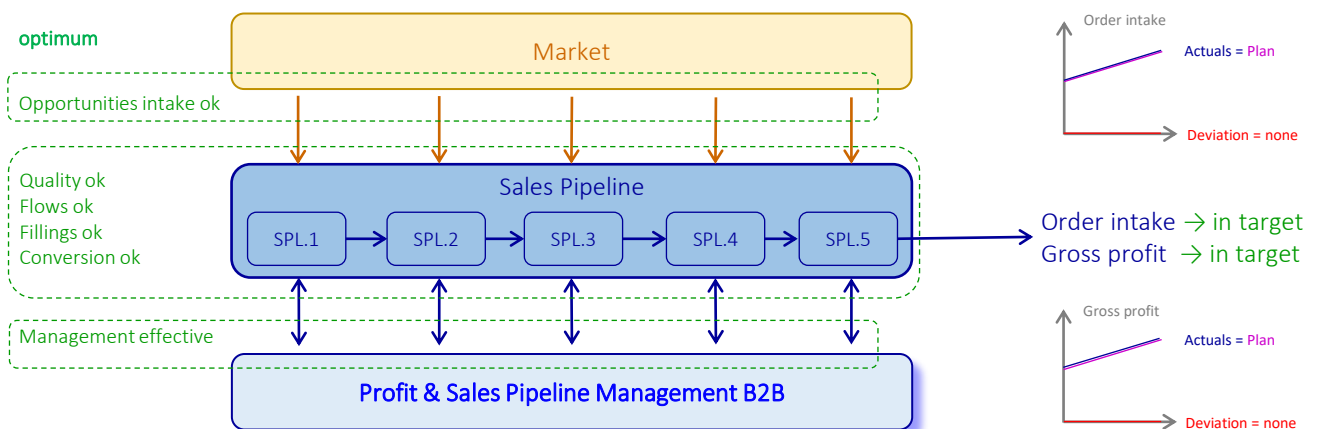 optimum
Market
Opportunities intake ok
Quality ok
Flows ok
Fillings ok
Conversion ok
Sales Pipeline
SPL.1
SPL.2
SPL.3
SPL.4
SPL.5
Order intake → in target
Gross profit → in target
Management effective
Profit & Sales Pipeline Management B2B
Order intake
Actuals = Plan
Deviation = none
Gross profit
Actuals = Plan
Deviation = none